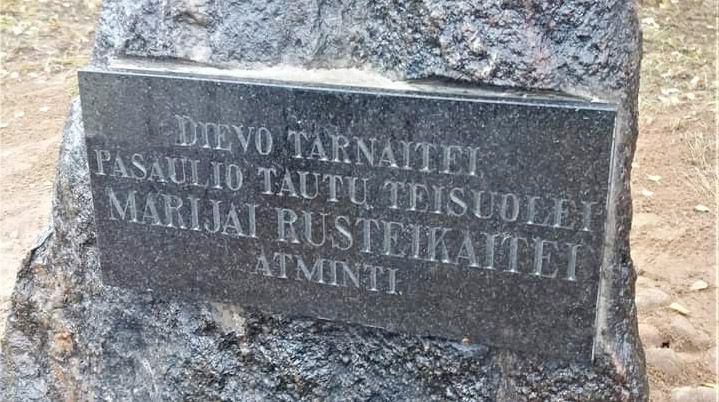 DIEVO TARNAITEI
PASAULIO TAUTŲ TEISUOLEI
MARIJAI RUSTEIKAITEI
ATMINTI